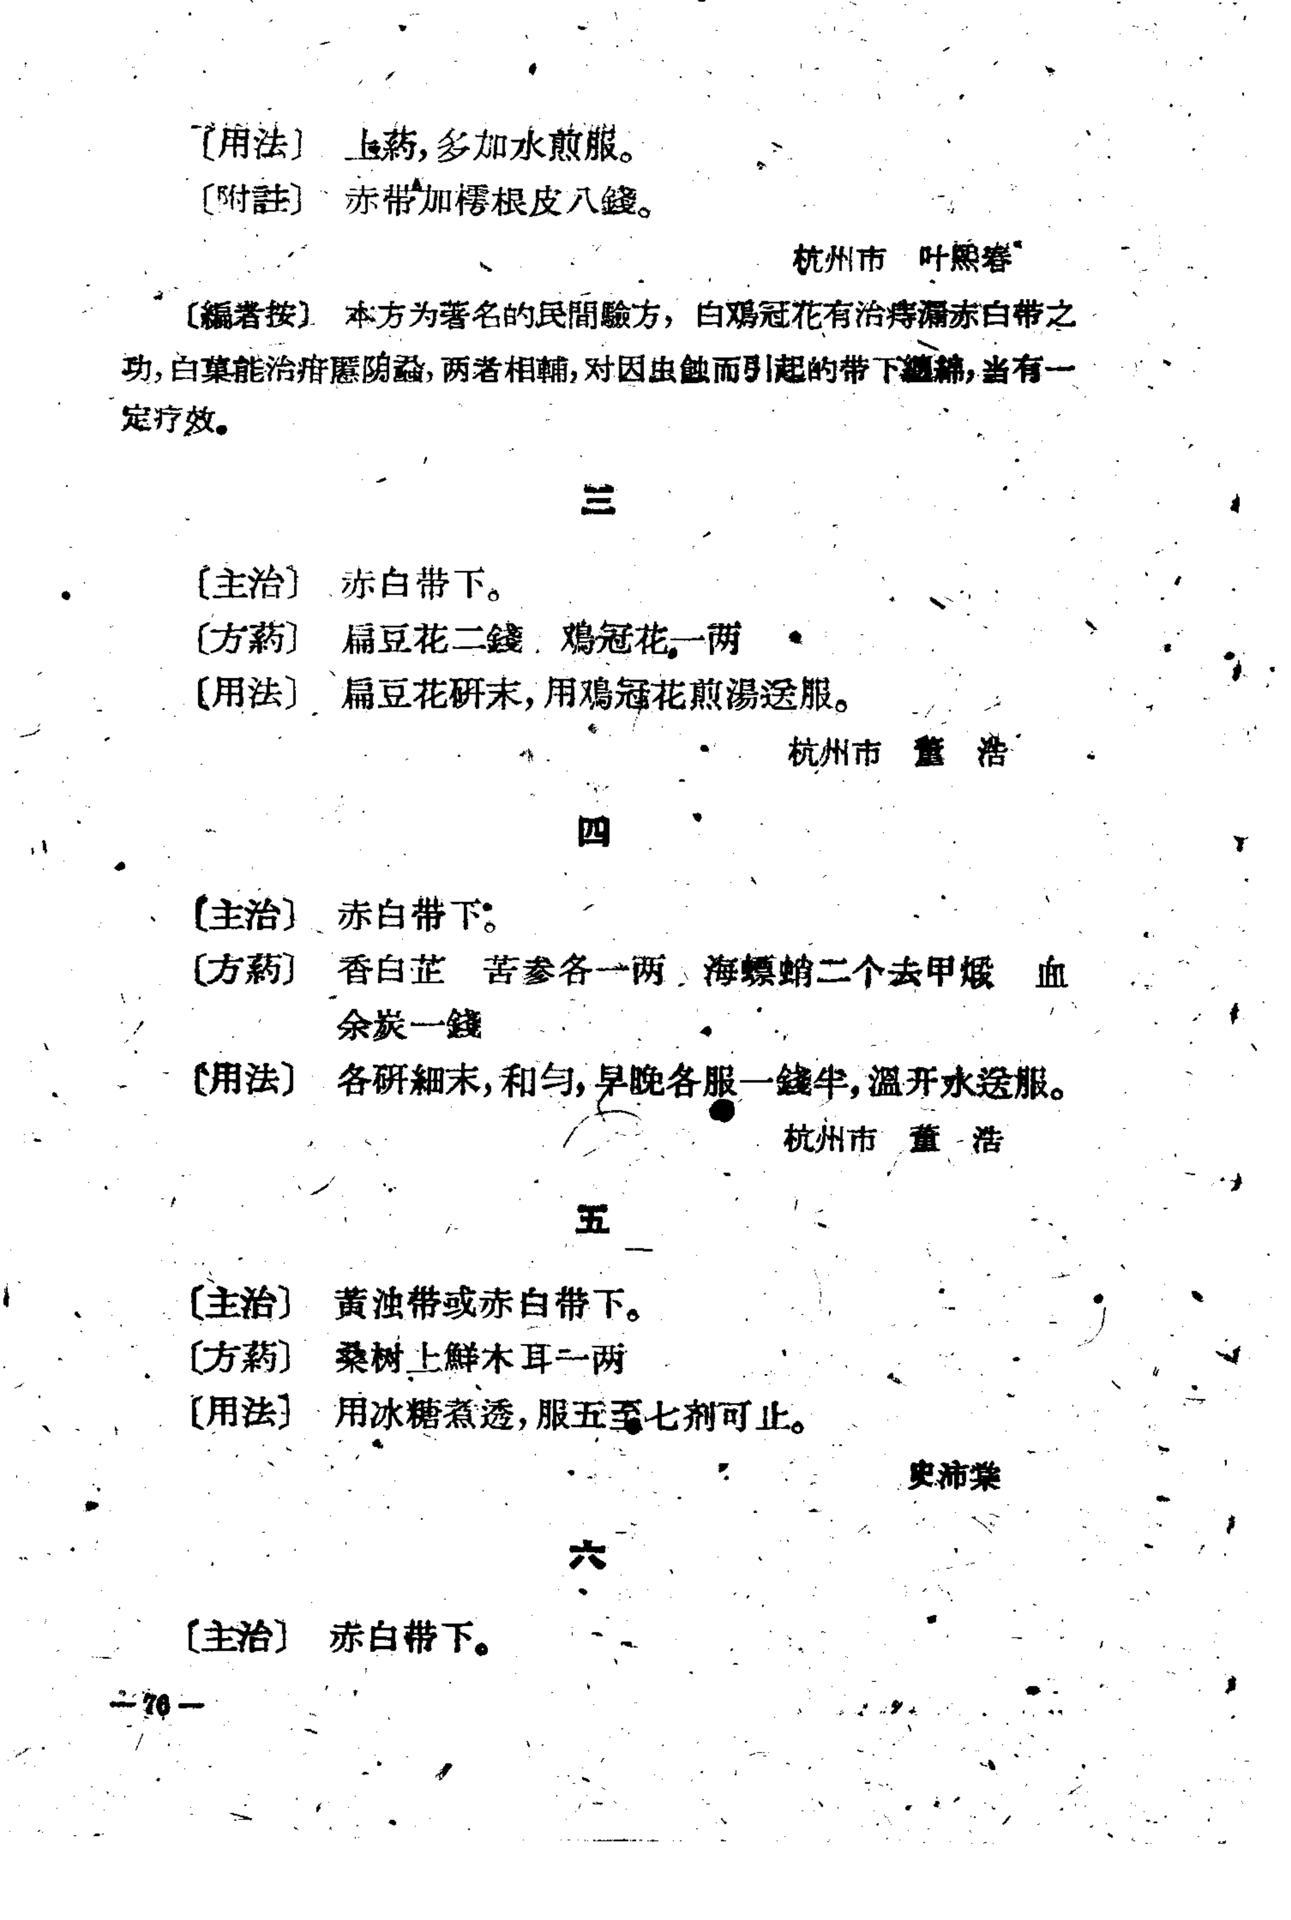 〔用法〕 上葯，多加水煎服。
〔附註〕 赤带加樗根皮八錢。
杭州市 叶熙春
〔編者按〕 本方为著名的民間驗方，白鳮冠花有治痔漏赤白带之
功，白菓能治疳䘌阴蝨，两者相輔，对因虫蝕而引起的带下纏綿，当有一
定疗效。
三
〔主治〕 赤白带下。
〔方葯〕 扁豆花二錢 鳮冠花一两
〔用法〕 扁豆花研末，用鳮冠花煎湯送服。
杭州市 董 浩
四
〔主治〕 赤白带下。
〔方葯〕 香白芷 苦参各一两 海螵蛸二个去甲煅 血
余炭一錢
〔用法〕 各研細末，和匀，早晚各服一錢半，溫开水送服。
杭州市 董 浩
五
〔主治〕 黃浊带或赤白带下。
〔方葯〕 桑树上鮮木耳一两
〔用法〕 用冰糖煮透，服五至七剂可止。
史沛棠
六
〔主治〕 赤白带下。
—76—